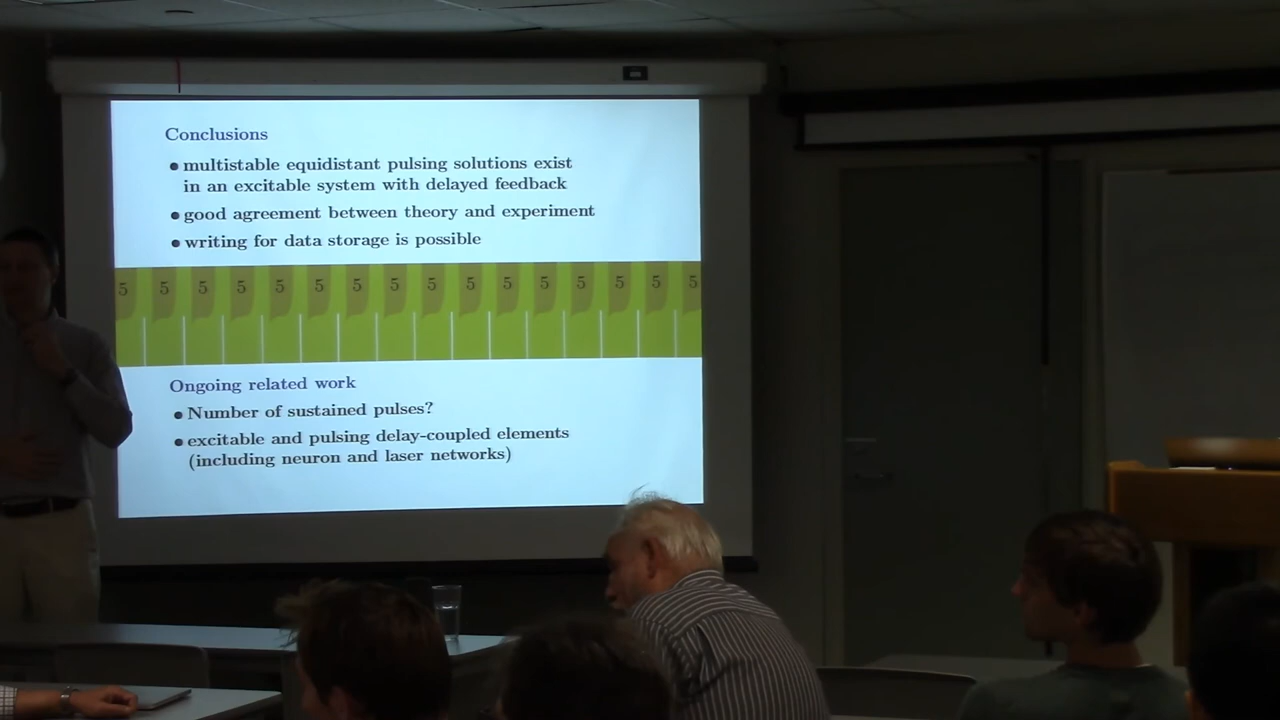 Conclusions
• multistable equidistant pulsing solutions exist
in an excitable system with delayed feedback
• good agreement between theory and experiment
• writing for data storage is possible
5 5 5 5 5 5 5 5 5 5 5 5 5 5 5 5
Ongoing related work
• Number of sustained pulses?
• excitable and pulsing delay-coupled elements
(including neuron and laser networks)